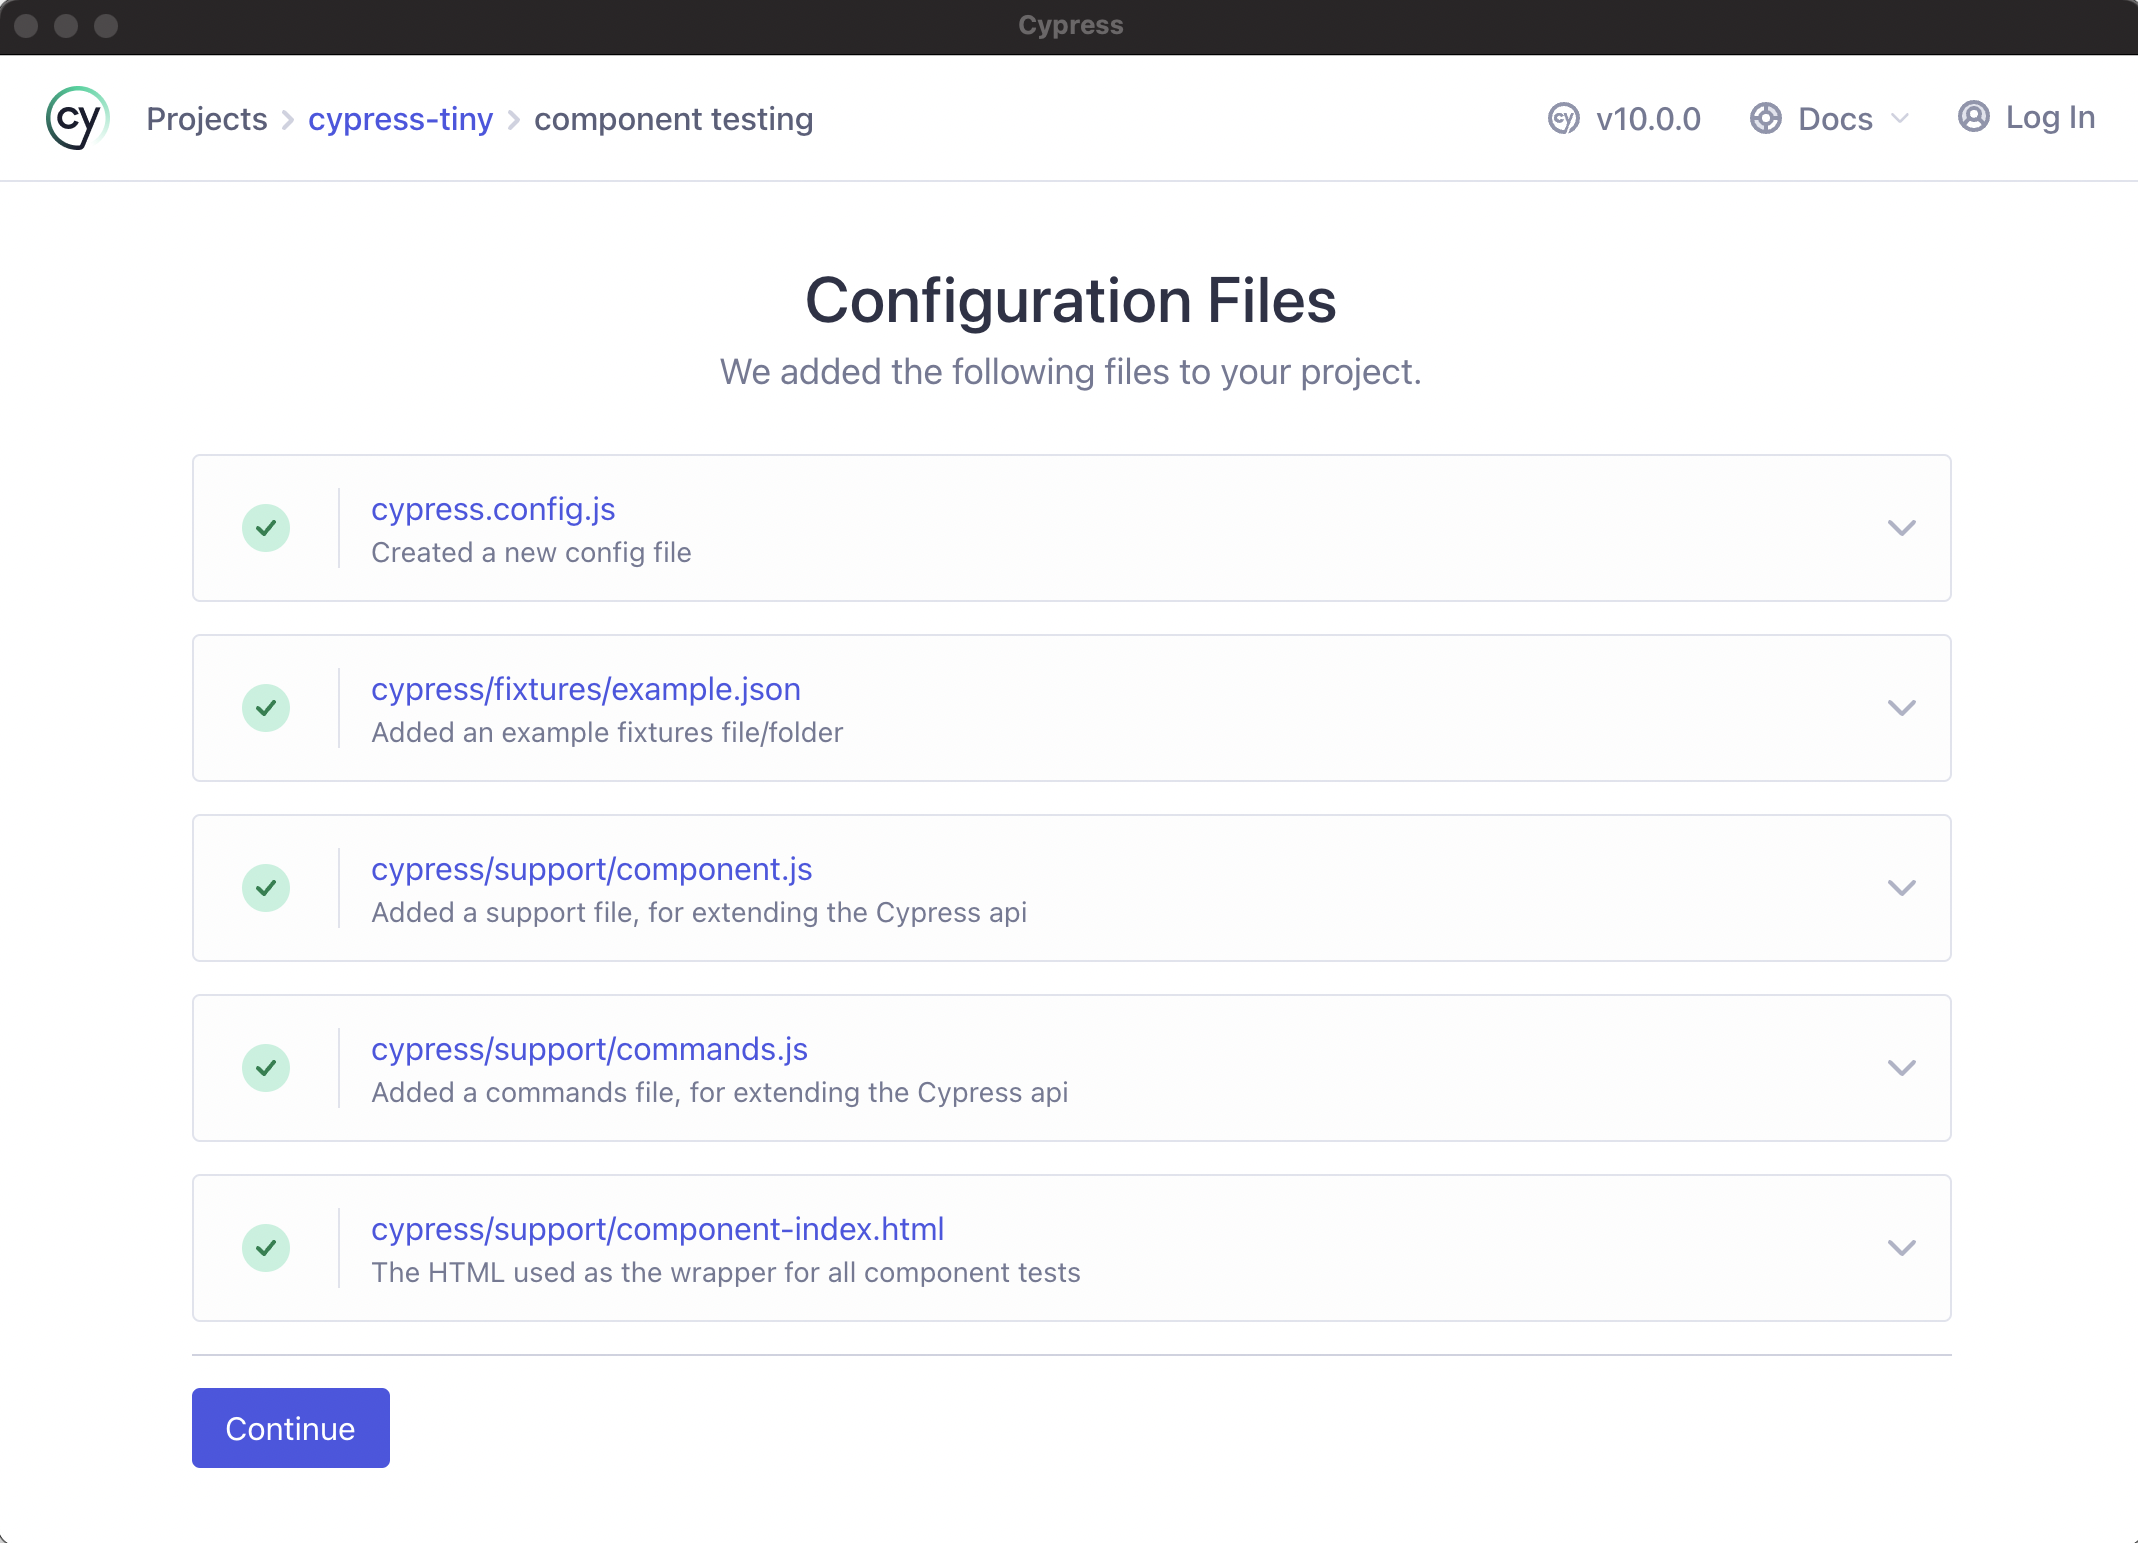 Cypress
cy Projects cypress-tiny component testing cy v10.0.0 Docs Log In
Configuration Files
We added the following files to your project.
cypress.config.js
Created a new config file
cypress/fixtures/example.json
Added an example fixtures file/folder
cypress/support/component.js
Added a support file, for extending the Cypress api
cypress/support/commands.js
Added a commands file, for extending the Cypress api
cypress/support/component-index.html
The HTML used as the wrapper for all component tests
Continue